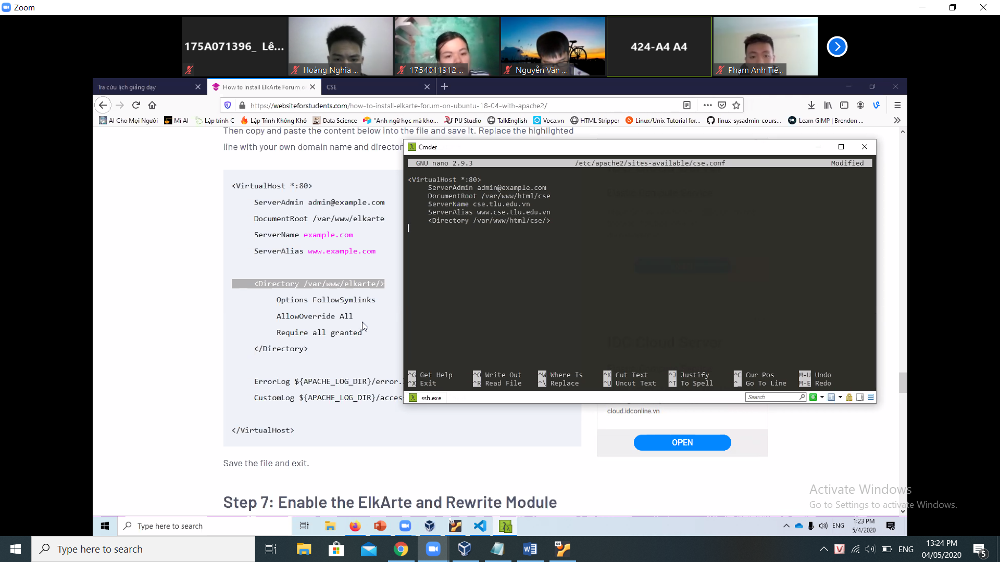 Zoom
175A071396_ Lê...
Hoàng Nghĩa ...
1754011912 ...
Nguyễn Văn ...
424-A4 A4
Phạm Anh Tiế...
Tra cứu lịch giảng dạy
How to Install ElkArte Forum o
CSE
https://websiteforstudents.com/how-to-install-elkarte-forum-on-ubuntu-18-04-with-apache2/
AI Cho Mọi Người
Mì AI
Lập trình C
Lập Trình Không Khó
Data Science
"Anh ngữ học mà kho...
PU Studio
TalkEnglish
Voca.vn
HTML Stripper
Linux/Unix Tutorial for...
linux-sysadmin-cours...
Learn GIMP | Brendon ...
Then copy and paste the content below into the file and save it. Replace the highlighted
line with your own domain name and director
<VirtualHost *:80>
ServerAdmin admin@example.com
DocumentRoot /var/www/elkarte
ServerName example.com
ServerAlias www.example.com
<Directory /var/www/elkarte/>
Options FollowSymlinks
AllowOverride All
Require all granted
</Directory>
ErrorLog ${APACHE_LOG_DIR}/error.
CustomLog ${APACHE_LOG_DIR}/acces
</VirtualHost>
Save the file and exit.
Step 7: Enable the ElkArte and Rewrite Module
Cmder
GNU nano 2.9.3 /etc/apache2/sites-available/cse.conf Modified
<VirtualHost *:80>
ServerAdmin admin@example.com
DocumentRoot /var/www/html/cse
ServerName cse.tlu.edu.vn
ServerAlias www.cse.tlu.edu.vn
<Directory /var/www/html/cse/>
IDC Cloud Server
^G Get Help ^O Write Out ^W Where Is ^K Cut Text ^J Justify ^C Cur Pos M-U Undo
^X Exit ^R Read File ^\ Replace ^U Uncut Text ^T To Spell ^_ Go To Line M-E Redo
ssh.exe
Search
cloud.idconline.vn
OPEN
Activate Windows
Go to Settings to activate Windows.
Type here to search
64
ENG
1:23 PM
5/4/2020
Type here to search
64
ENG
13:24 PM
04/05/2020
5